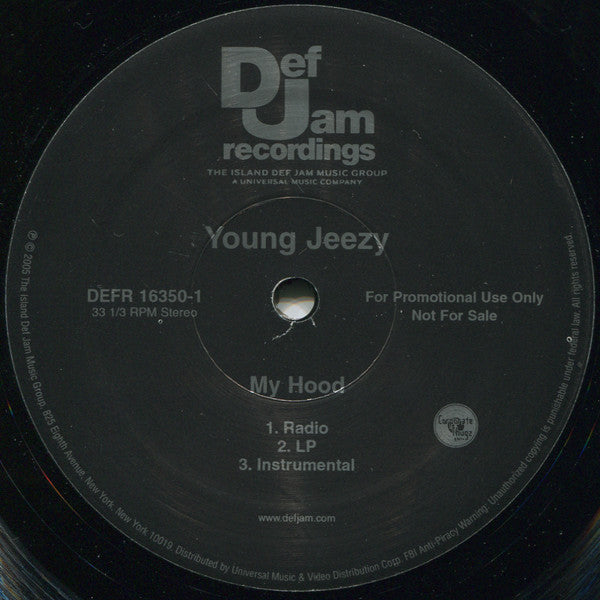 Def
Jam
recordings
THE ISLAND DEF JAM MUSIC GROUP
A UNIVERSAL MUSIC COMPANY
Young Jeezy
DEFR 16350-1
33 1/3 RPM Stereo
For Promotional Use Only
Not For Sale
My Hood
1. Radio
2. LP
3. Instrumental
Corporate
Thugz
www.defjam.com
℗ © 2005 The Island Def Jam Music Group. 825 Eighth Avenue, New York, New York 10019. Distributed by Universal Music & Video Distribution Corp. FBI Anti-Piracy Warning: Unauthorized copying is punishable under federal law. All rights reserved.